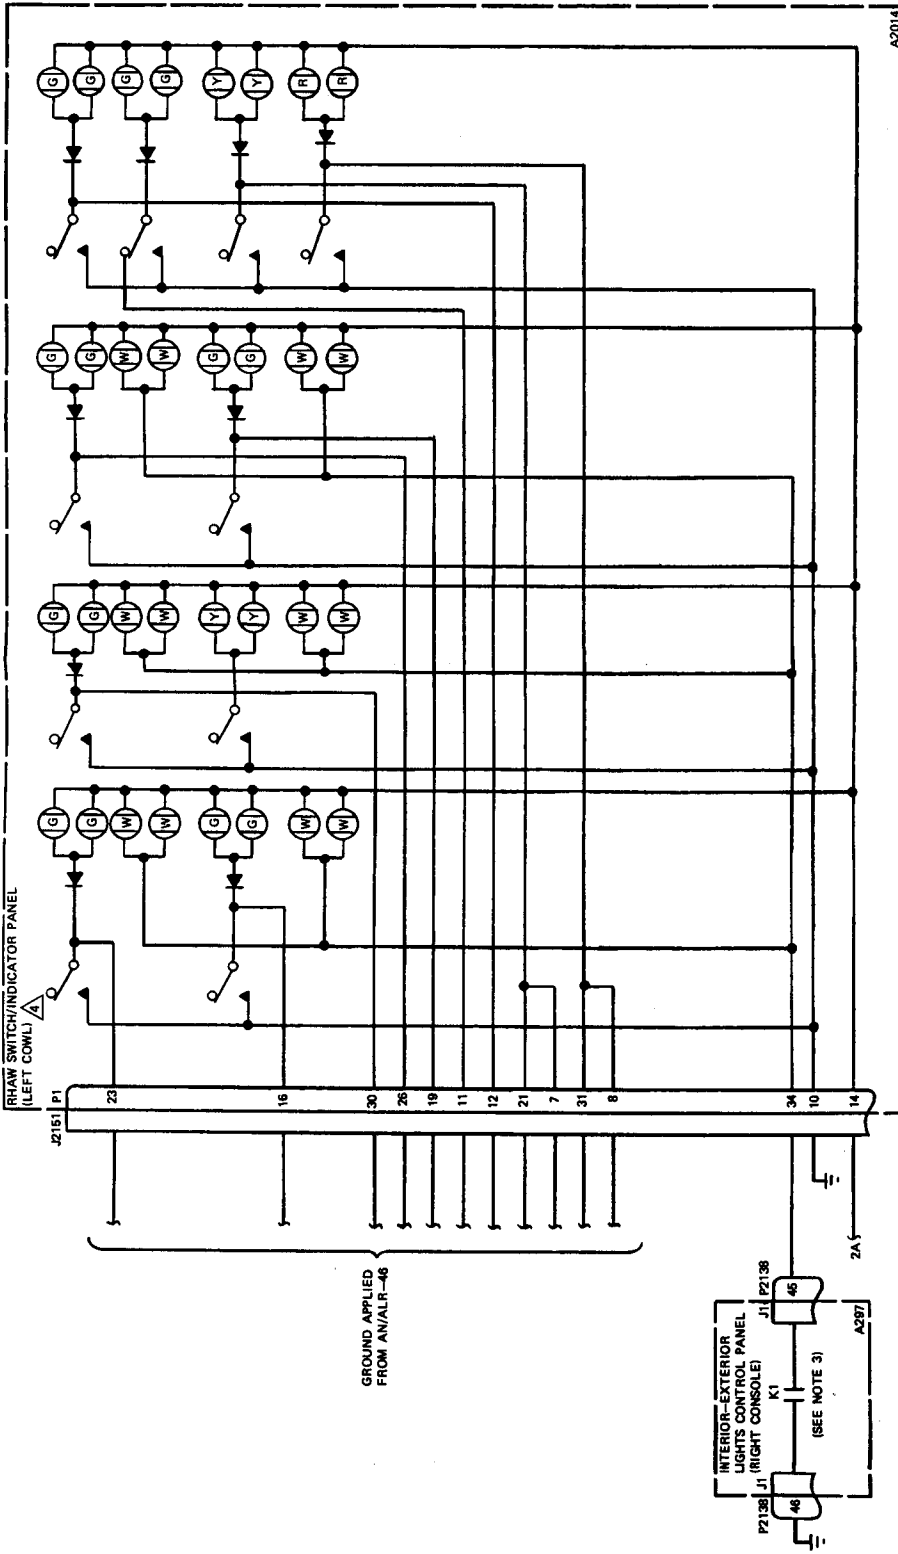 RHAW SWITCH/INDICATOR PANEL
(LEFT COWL)
4
A2014
G
G
G
G
Y
Y
R
R
G
G
W
W
G
G
W
W
G
G
W
W
Y
Y
W
W
G
G
W
W
G
G
W
W
J2151 P1
23
16
30
26
19
11
12
21
7
31
8
34
10
14
GROUND APPLIED
FROM AN/ALR-46
2A
INTERIOR-EXTERIOR
LIGHTS CONTROL PANEL
(RIGHT CONSOLE)
J1 P2138
45
K1
(SEE NOTE 3)
A297
P2138 J1
46